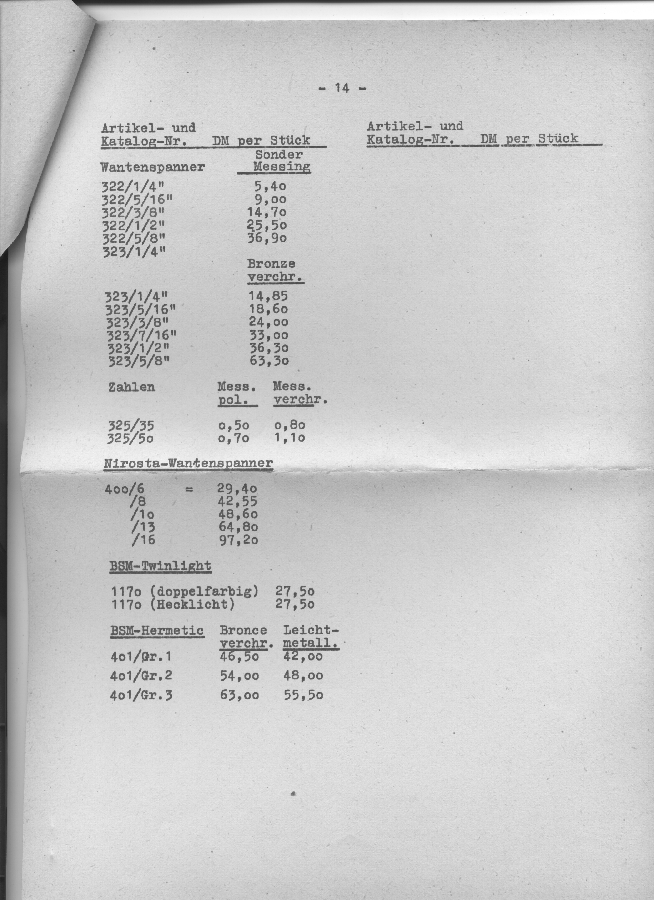 - 14 -
Artikel- und
Katalog-Nr. DM per Stück
Sonder
Wantenspanner Messing
322/1/4" 5,4o
322/5/16" 9,oo
322/3/8" 14,7o
322/1/2" 25,5o
322/5/8" 36,9o
323/1/4"
Bronze
verchr.
323/1/4" 14,85
323/5/16" 18,6o
323/3/8" 24,oo
323/7/16" 33,oo
323/1/2" 36,3o
323/5/8" 63,3o
Zahlen Mess. Mess.
pol. verchr.
325/35 o,5o o,8o
325/5o o,7o 1,1o
Nirosta-Wantenspanner
4oo/6 = 29,4o
/8 42,55
/1o 48,6o
/13 64,8o
/16 97,2o
BSM-Twinlight
117o (doppelfarbig) 27,5o
117o (Hecklicht) 27,5o
BSM-Hermetic Bronce Leicht-
verchr. metall.
4o1/Gr.1 46,5o 42,oo
4o1/Gr.2 54,oo 48,oo
4o1/Gr.3 63,oo 55,5o
Artikel- und
Katalog-Nr. DM per Stück